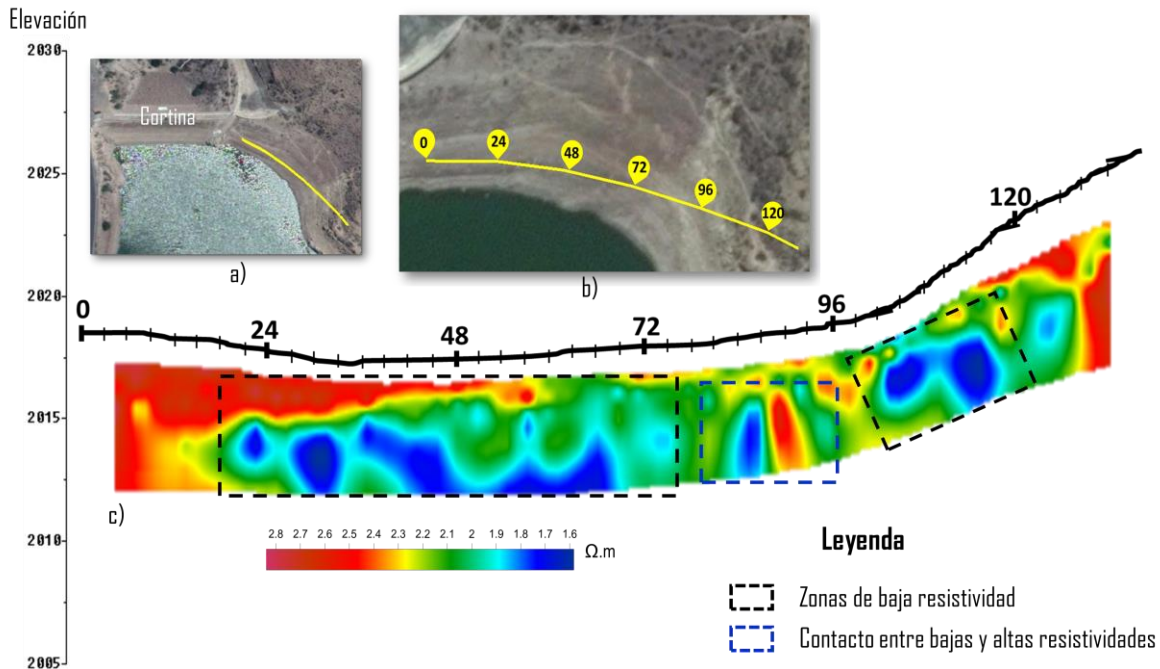 Elevación
2030
2025
2020
2015
2010
2005
Cortina
a)
0
24
48
72
96
120
b)
0
24
48
72
96
120
c)
2.8 2.7 2.6 2.5 2.4 2.3 2.2 2.1 2 1.9 1.8 1.7 1.6
Ω.m
Leyenda
Zonas de baja resistividad
Contacto entre bajas y altas resistividades